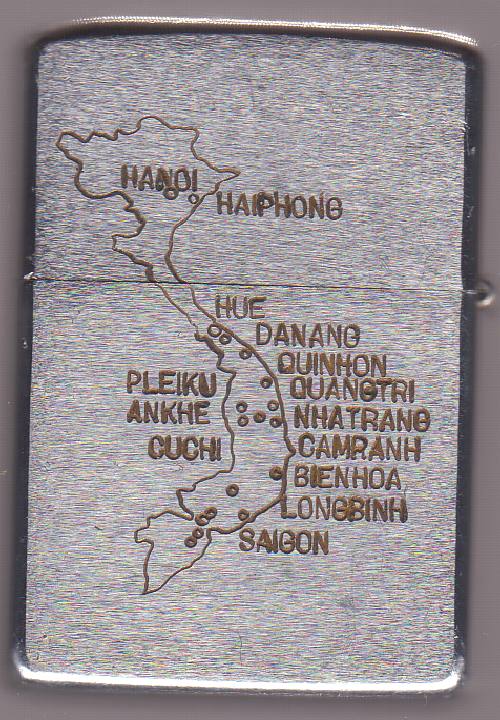 HANOI
HAIPHONG
HUE
DANANG
QUINHON
PLEIKU
QUANGTRI
ANKHE
NHATRANG
CUCHI
CAMRANH
BIENHOA
LONGBINH
SAIGON